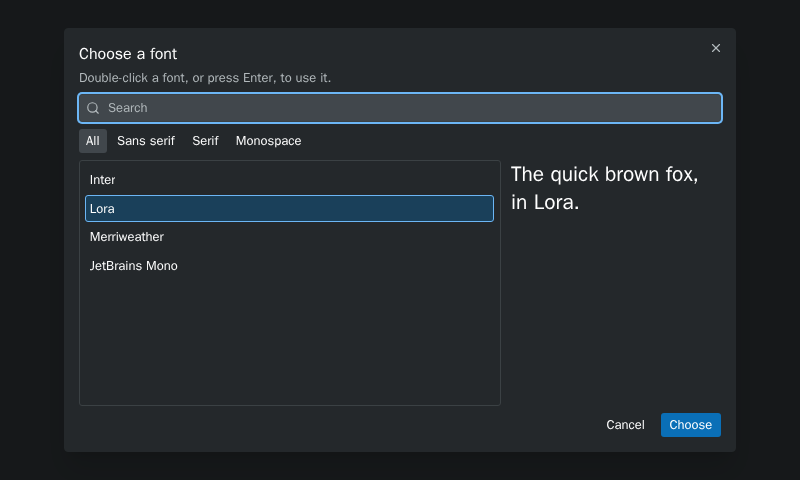 Choose a font
Double-click a font, or press Enter, to use it.
Search
All Sans serif Serif Monospace
Inter
Lora
Merriweather
JetBrains Mono
The quick brown fox,
in Lora.
Cancel Choose